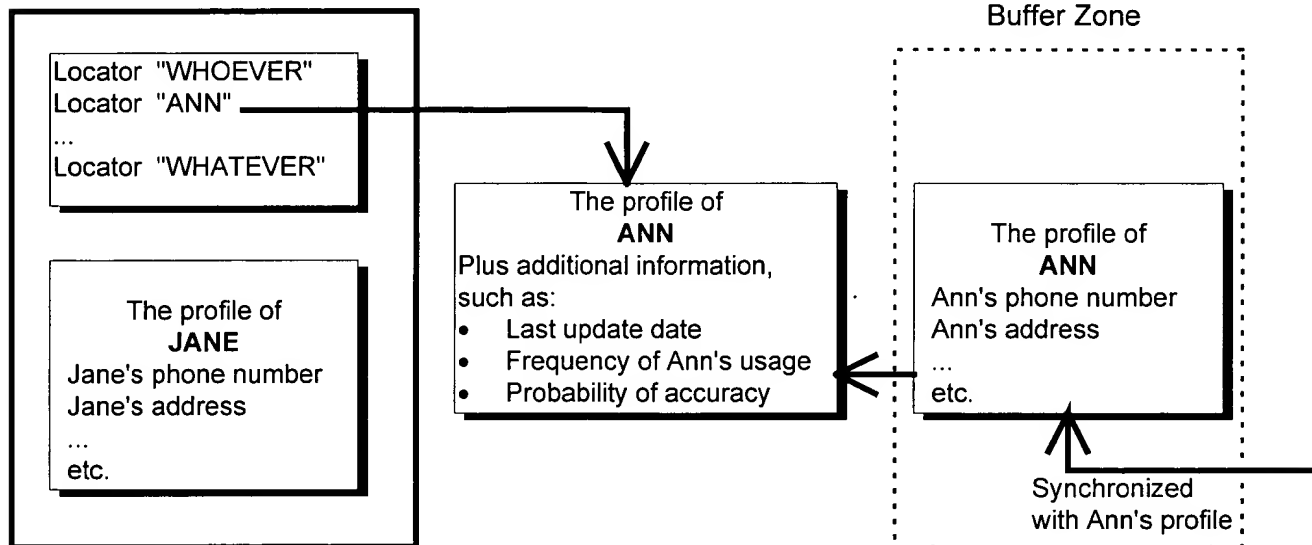 Buffer Zone
Locator "WHOEVER"
Locator "ANN"
...
Locator "WHATEVER"
The profile of
JANE
Jane's phone number
Jane's address
...
etc.
The profile of
ANN
Plus additional information,
such as:
• Last update date
• Frequency of Ann's usage
• Probability of accuracy
The profile of
ANN
Ann's phone number
Ann's address
...
etc.
Synchronized
with Ann's profile